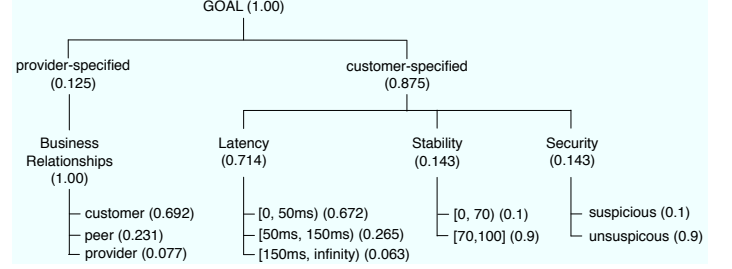 GOAL (1.00)
provider-specified
(0.125)
customer-specified
(0.875)
Business
Relationships
(1.00)
Latency
(0.714)
Stability
(0.143)
Security
(0.143)
customer (0.692)
peer (0.231)
provider (0.077)
[0, 50ms) (0.672)
[50ms, 150ms) (0.265)
[150ms, infinity) (0.063)
[0, 70) (0.1)
[70,100] (0.9)
suspicious (0.1)
unsuspicous (0.9)